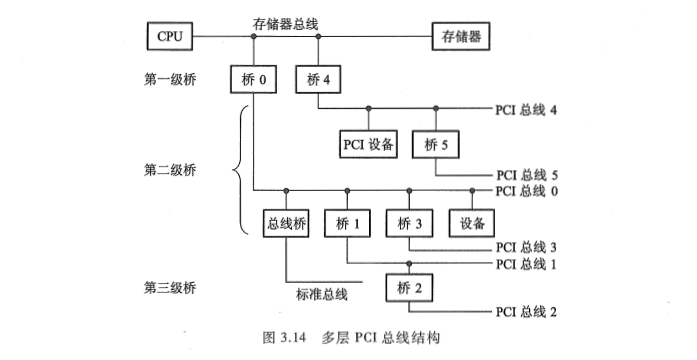 存储器总线
CPU
存储器
第一级桥
桥 0
桥 4
PCI 总线 4
PCI 设备
桥 5
第二级桥
PCI 总线 5
PCI 总线 0
总线桥
桥 1
桥 3
设备
PCI 总线 3
PCI 总线 1
第三级桥
标准总线
桥 2
PCI 总线 2
图 3.14 多层 PCI 总线结构